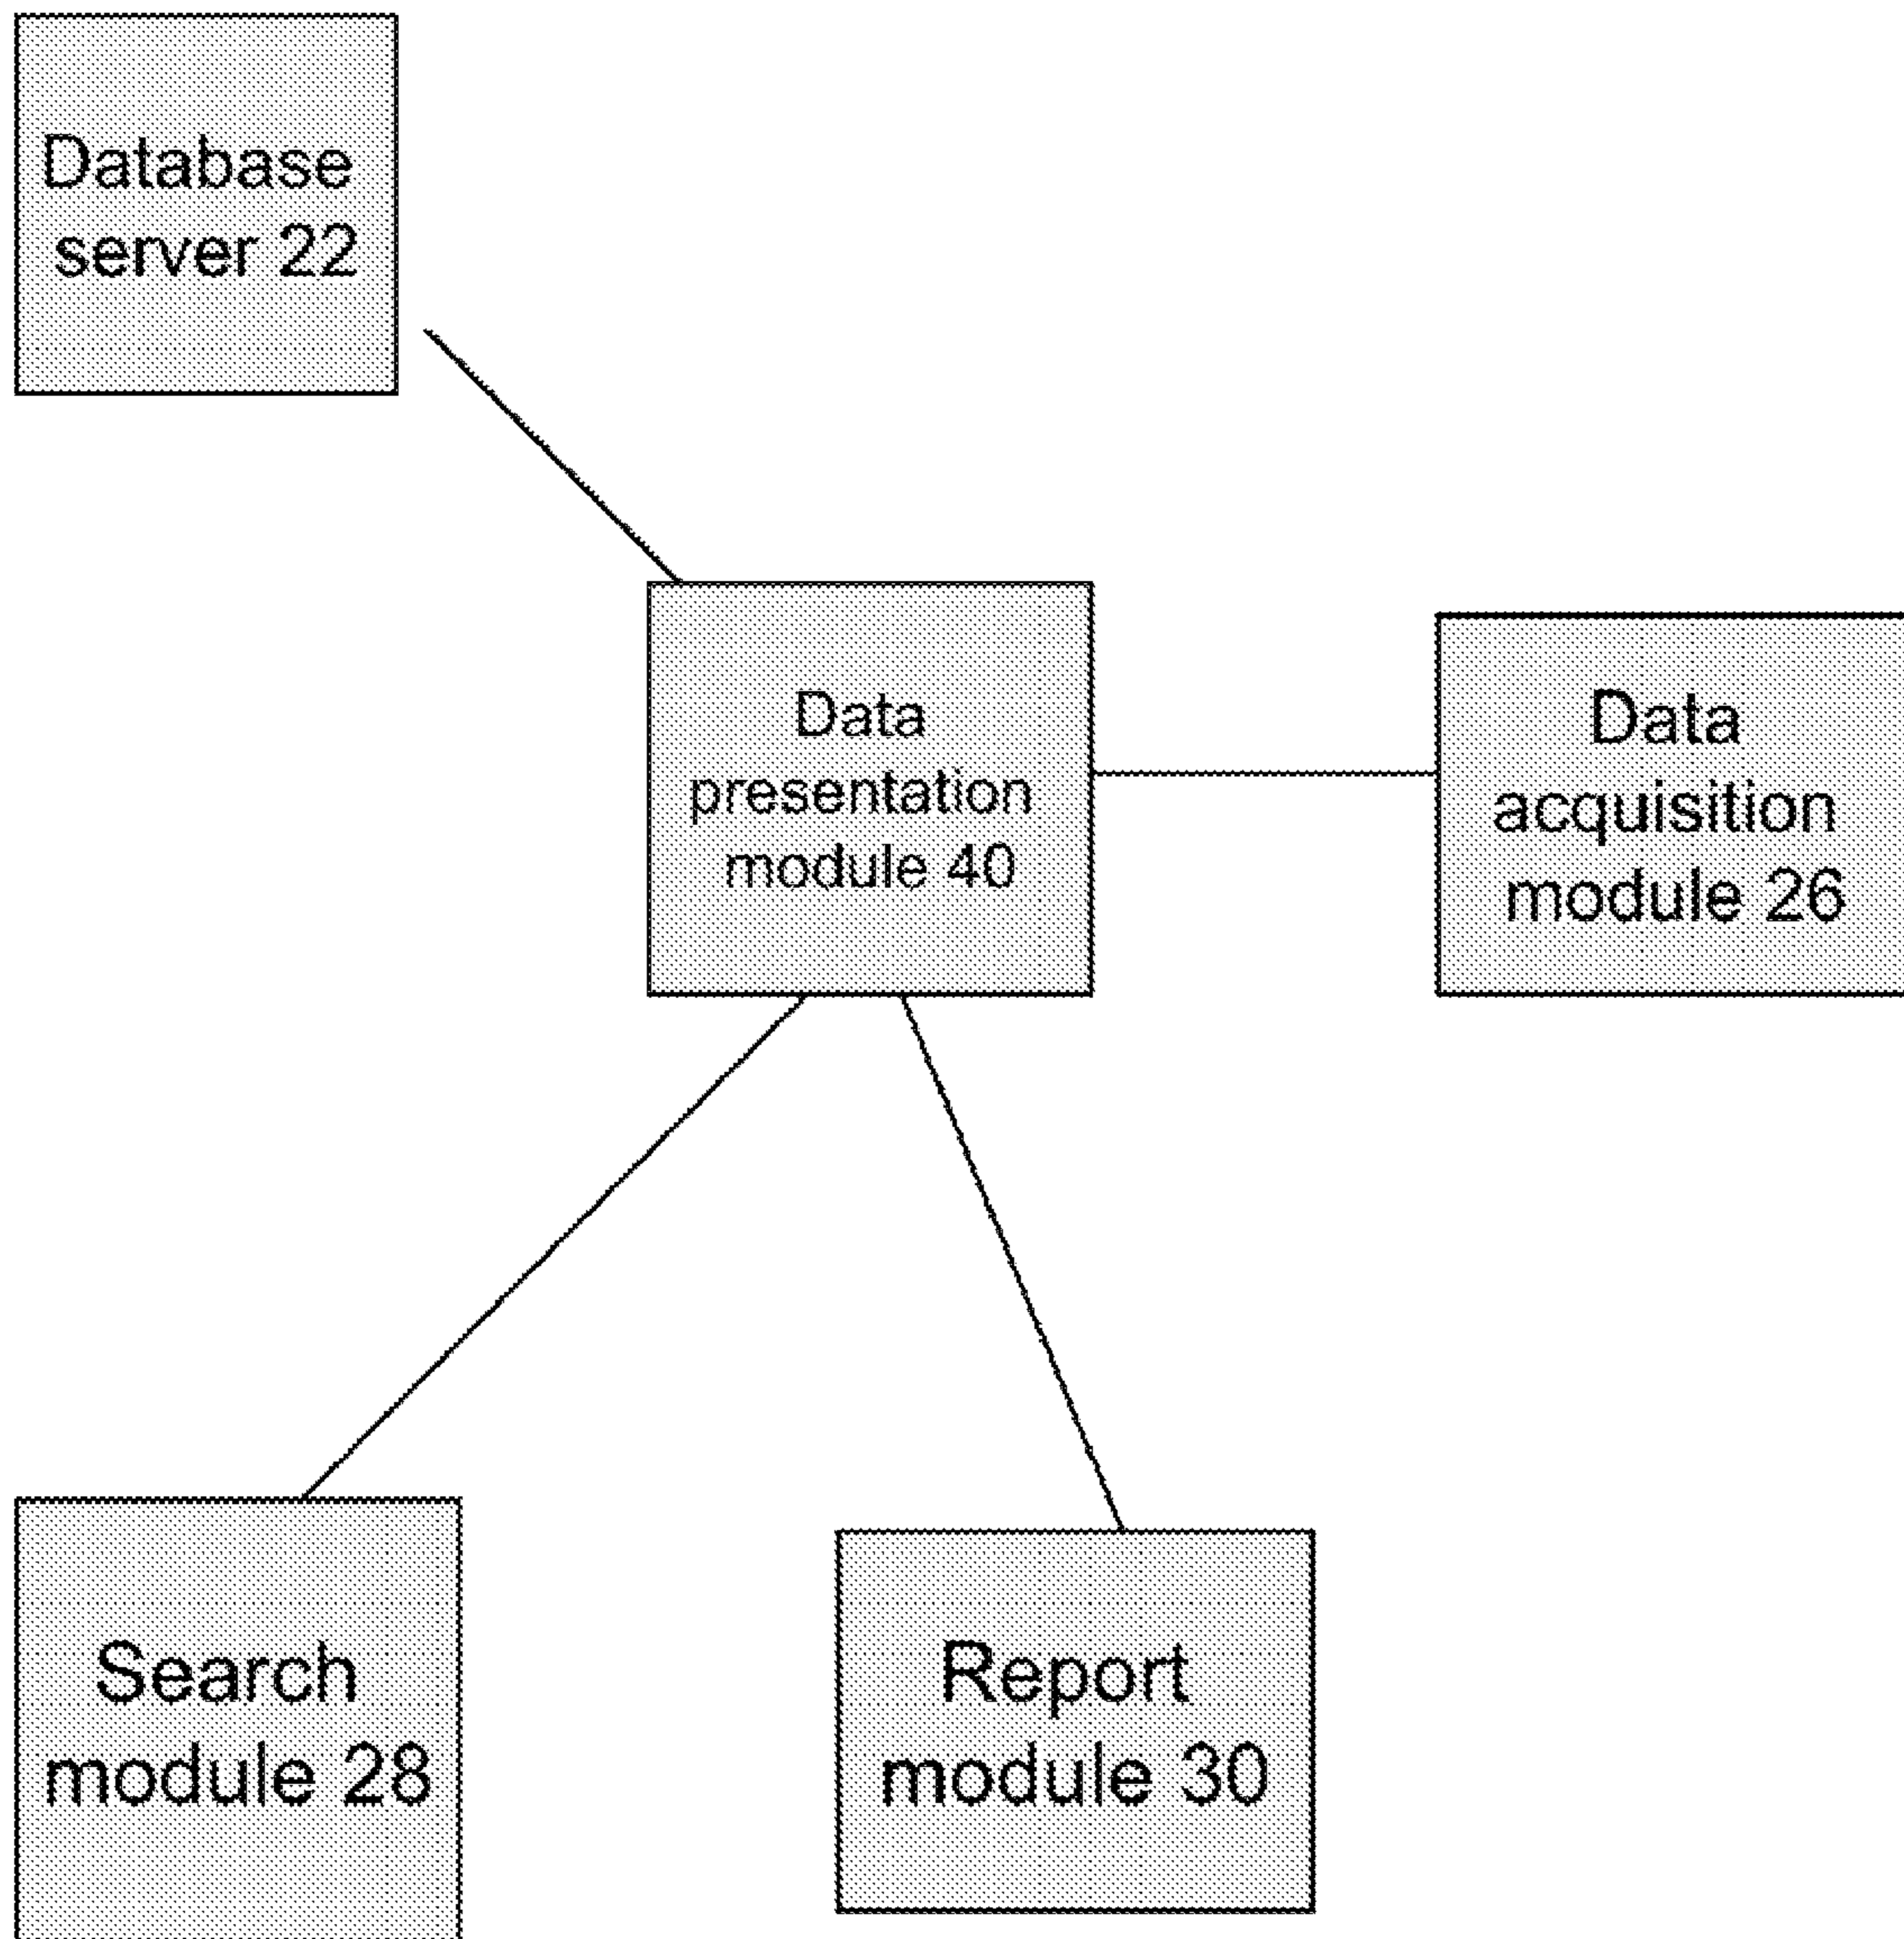 Database
server 22
Data
presentation
module 40
Data
acquisition
module 26
Search
module 28
Report
module 30